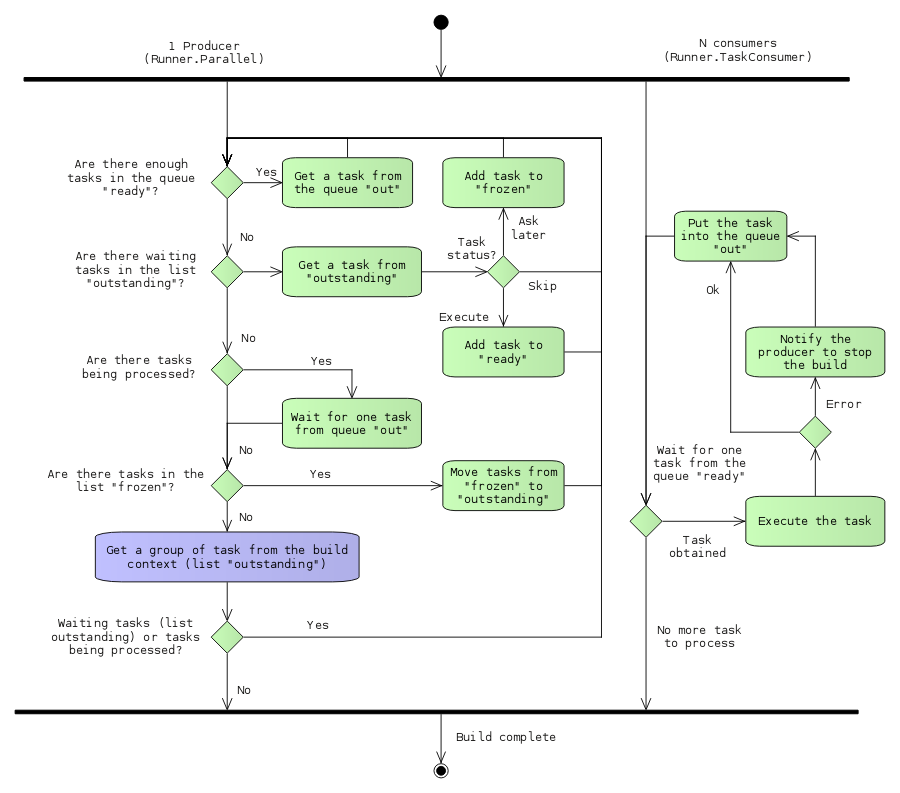 1 Producer
(Runner.Parallel)
N consumers
(Runner.TaskConsumer)
Are there enough
tasks in the queue
"ready"?
Yes
Get a task from
the queue "out"
Add task to
"frozen"
Ask
later
No
Are there waiting
tasks in the list
"outstanding"?
Get a task from
"outstanding"
Task
status?
Skip
Execute
Add task to
"ready"
No
Are there tasks
being processed?
Yes
Wait for one task
from queue "out"
No
Are there tasks in the
list "frozen"?
Yes
Move tasks from
"frozen" to
"outstanding"
No
Get a group of task from the build
context (list "outstanding")
Waiting tasks (list
outstanding) or tasks
being processed?
Yes
No
Put the task
into the queue
"out"
Ok
Notify the
producer to stop
the build
Error
Wait for one
task from the
queue "ready"
Execute the task
Task
obtained
No more task
to process
Build complete